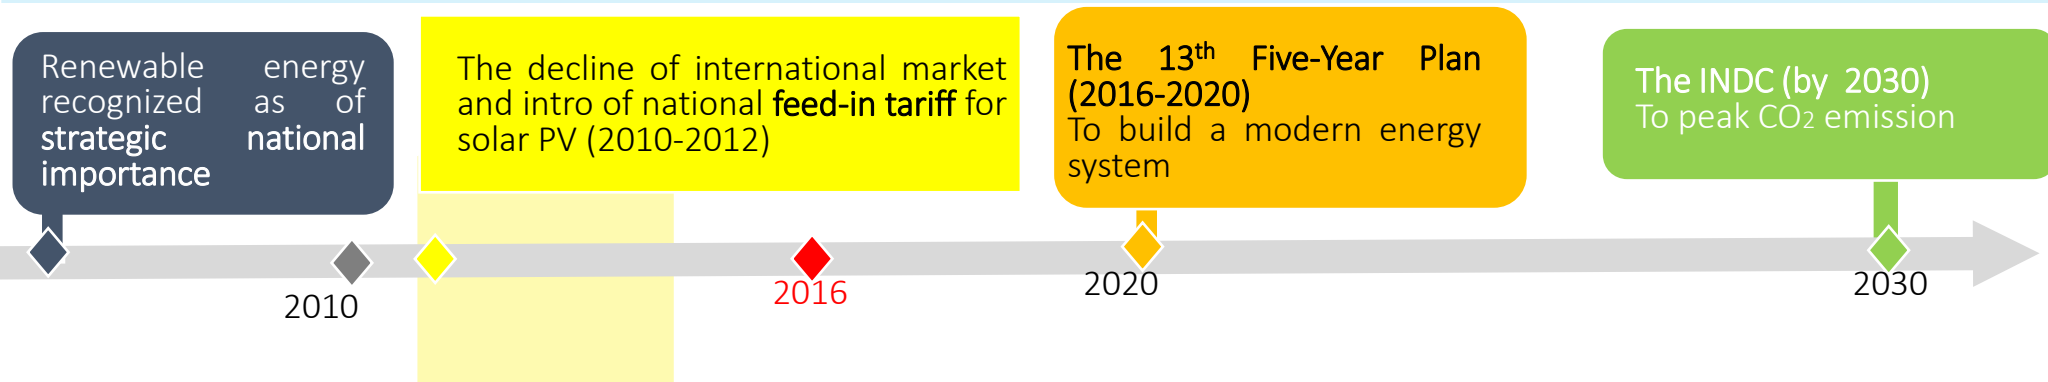 Renewable energy
recognized as of
strategic national
importance
The decline of international market
and intro of national feed-in tariff for
solar PV (2010-2012)
The 13th Five-Year Plan
(2016-2020)
To build a modern energy
system
The INDC (by 2030)
To peak CO2 emission
2010
2016
2020
2030